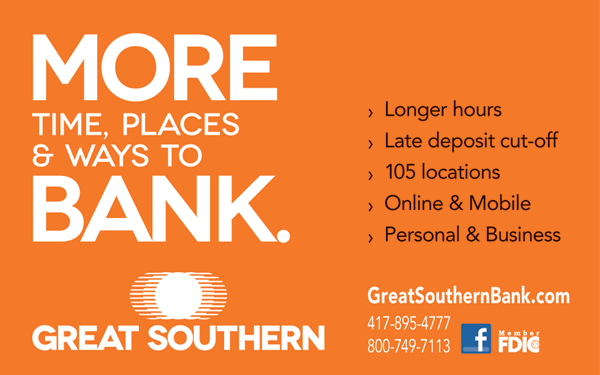 MORE
TIME, PLACES
& WAYS TO
BANK.
GREAT SOUTHERN
› Longer hours
› Late deposit cut-off
› 105 locations
› Online & Mobile
› Personal & Business
GreatSouthernBank.com
417-895-4777
800-749-7113
f
Member
FDIC